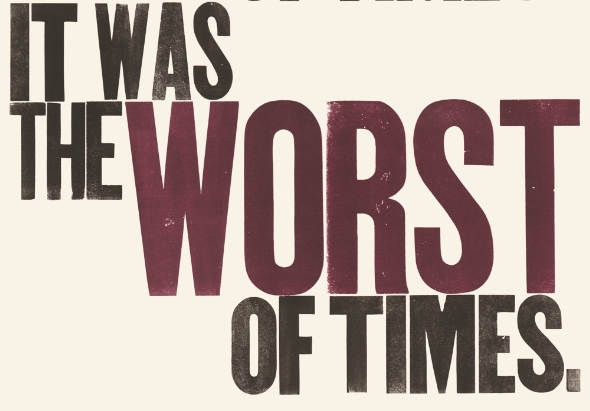 IT WAS
THE WORST
OF TIMES.